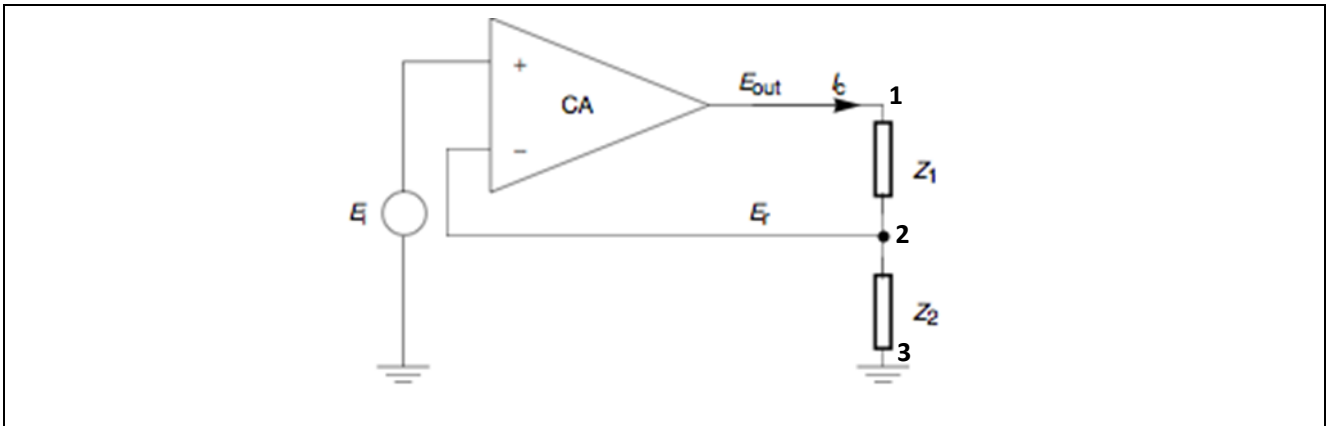 +
E_out I_c 1
CA
−
Z_1
E_i E_r 2
Z_2
3